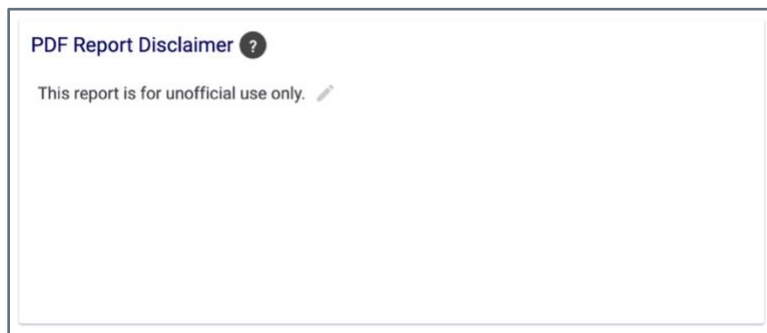 PDF Report Disclaimer ?
This report is for unofficial use only.